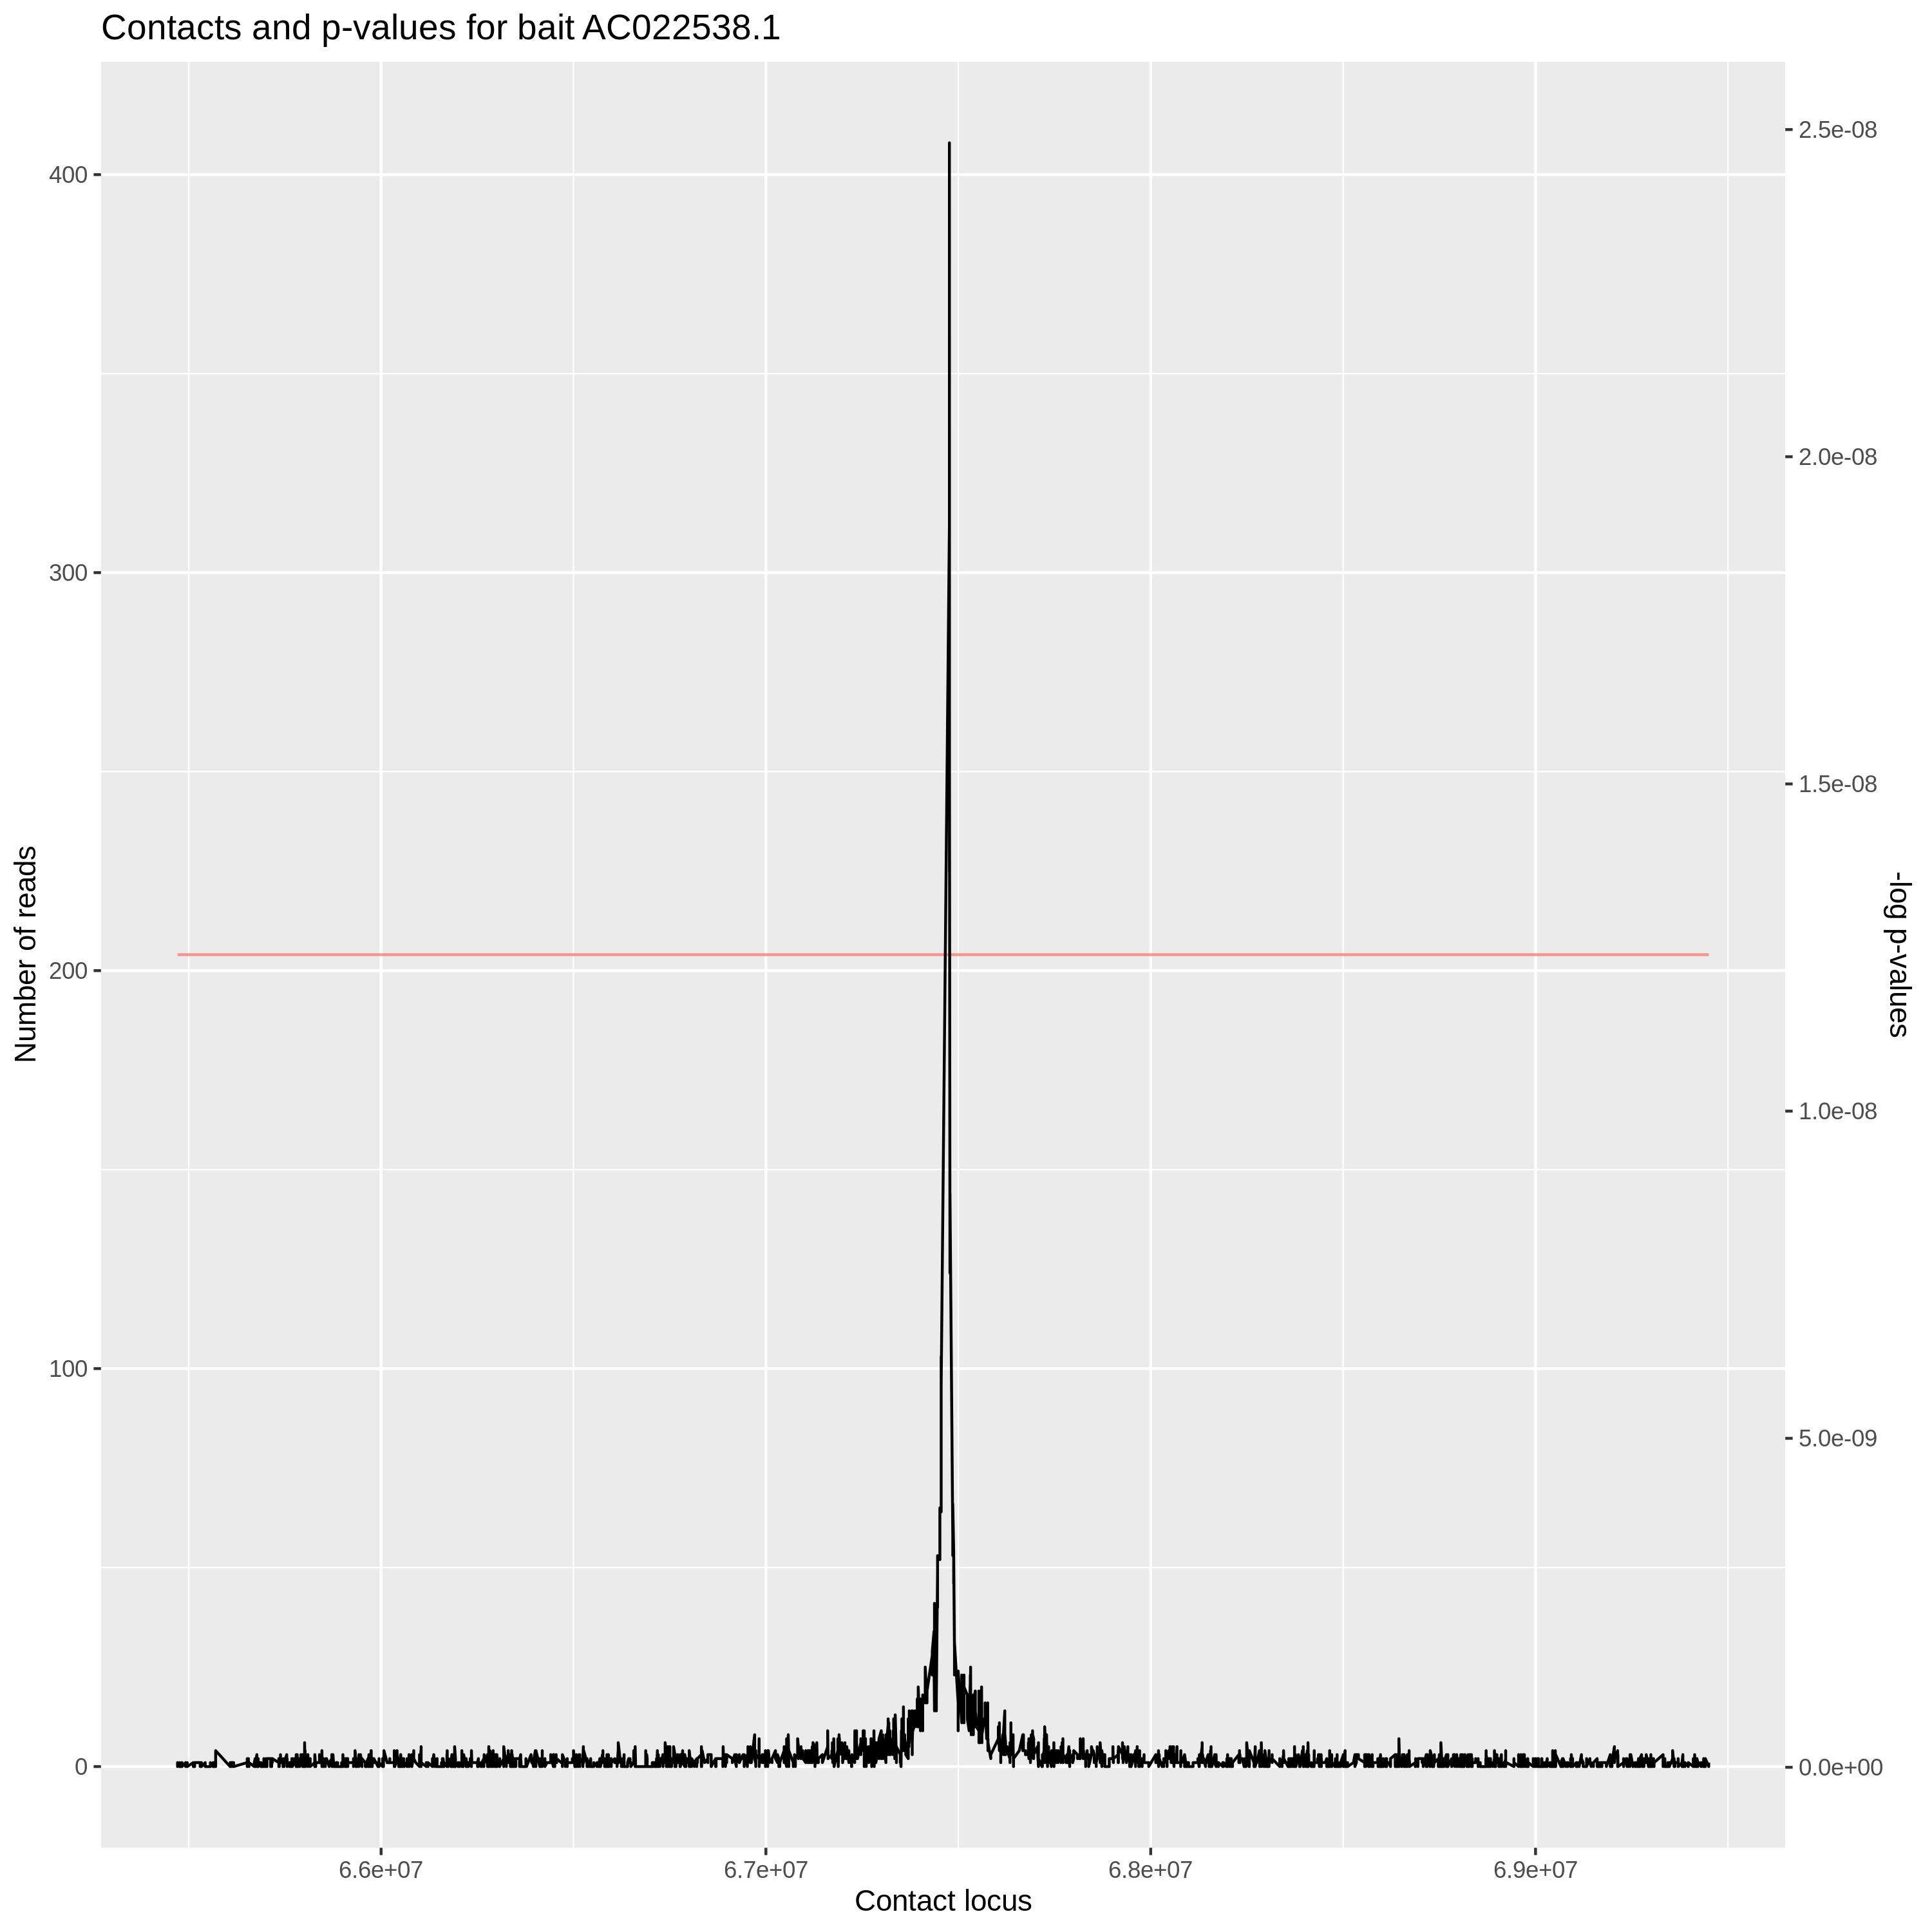 Contacts and p-values for bait AC022538.1
400
300
200
100
0
Number of reads
2.5e-08
2.0e-08
1.5e-08
1.0e-08
5.0e-09
0.0e+00
-log p-values
6.6e+07
6.7e+07
6.8e+07
6.9e+07
Contact locus